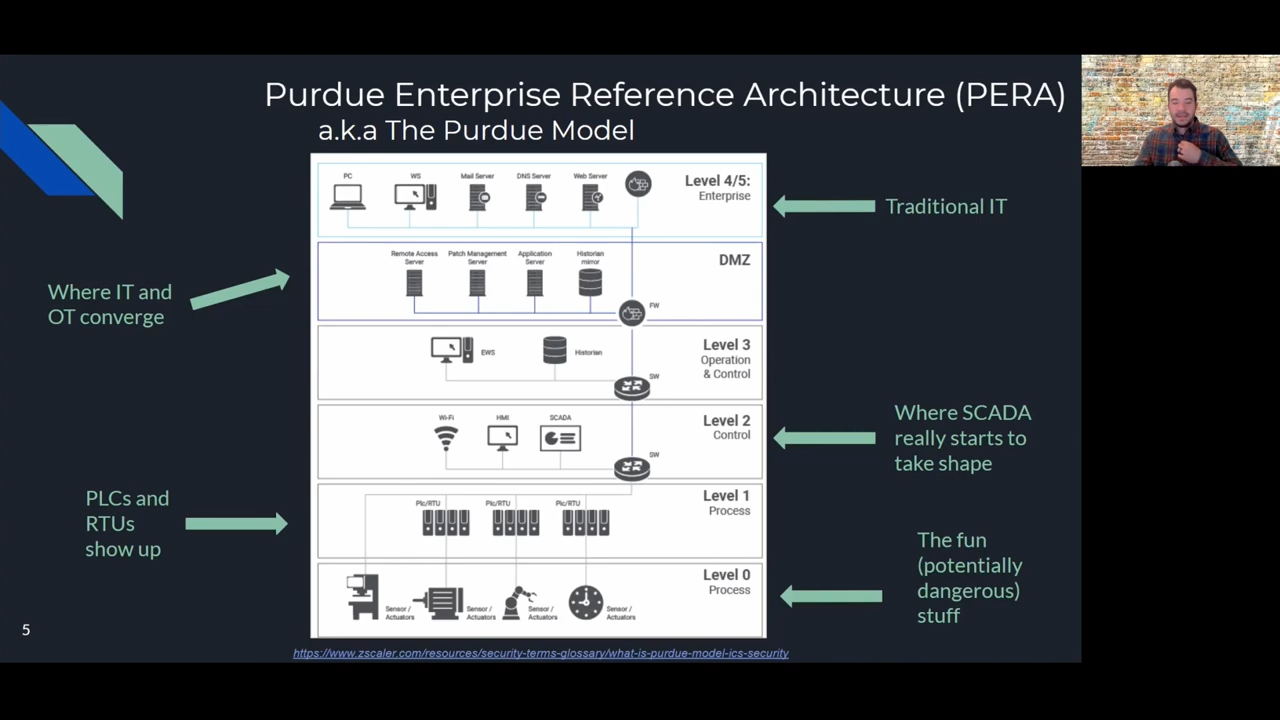 Purdue Enterprise Reference Architecture (PERA)
a.k.a The Purdue Model
PC
WS
Mail Server
DNS Server
Web Server
Level 4/5:
Enterprise
Traditional IT
Remote Access
Server
Patch Management
Server
Application
Server
Historian
mirror
DMZ
FW
Where IT and
OT converge
EWS
Historian
SW
Level 3
Operation
& Control
Wi-Fi
HMI
SCADA
SW
Level 2
Control
Where SCADA
really starts to
take shape
Plc/RTU
Plc/RTU
Plc/RTU
Level 1
Process
PLCs and
RTUs
show up
Sensor /
Actuators
Sensor /
Actuators
Sensor /
Actuators
Sensor /
Actuators
Level 0
Process
The fun
(potentially
dangerous)
stuff
5
https://www.zscaler.com/resources/security-terms-glossary/what-is-purdue-model-ics-security